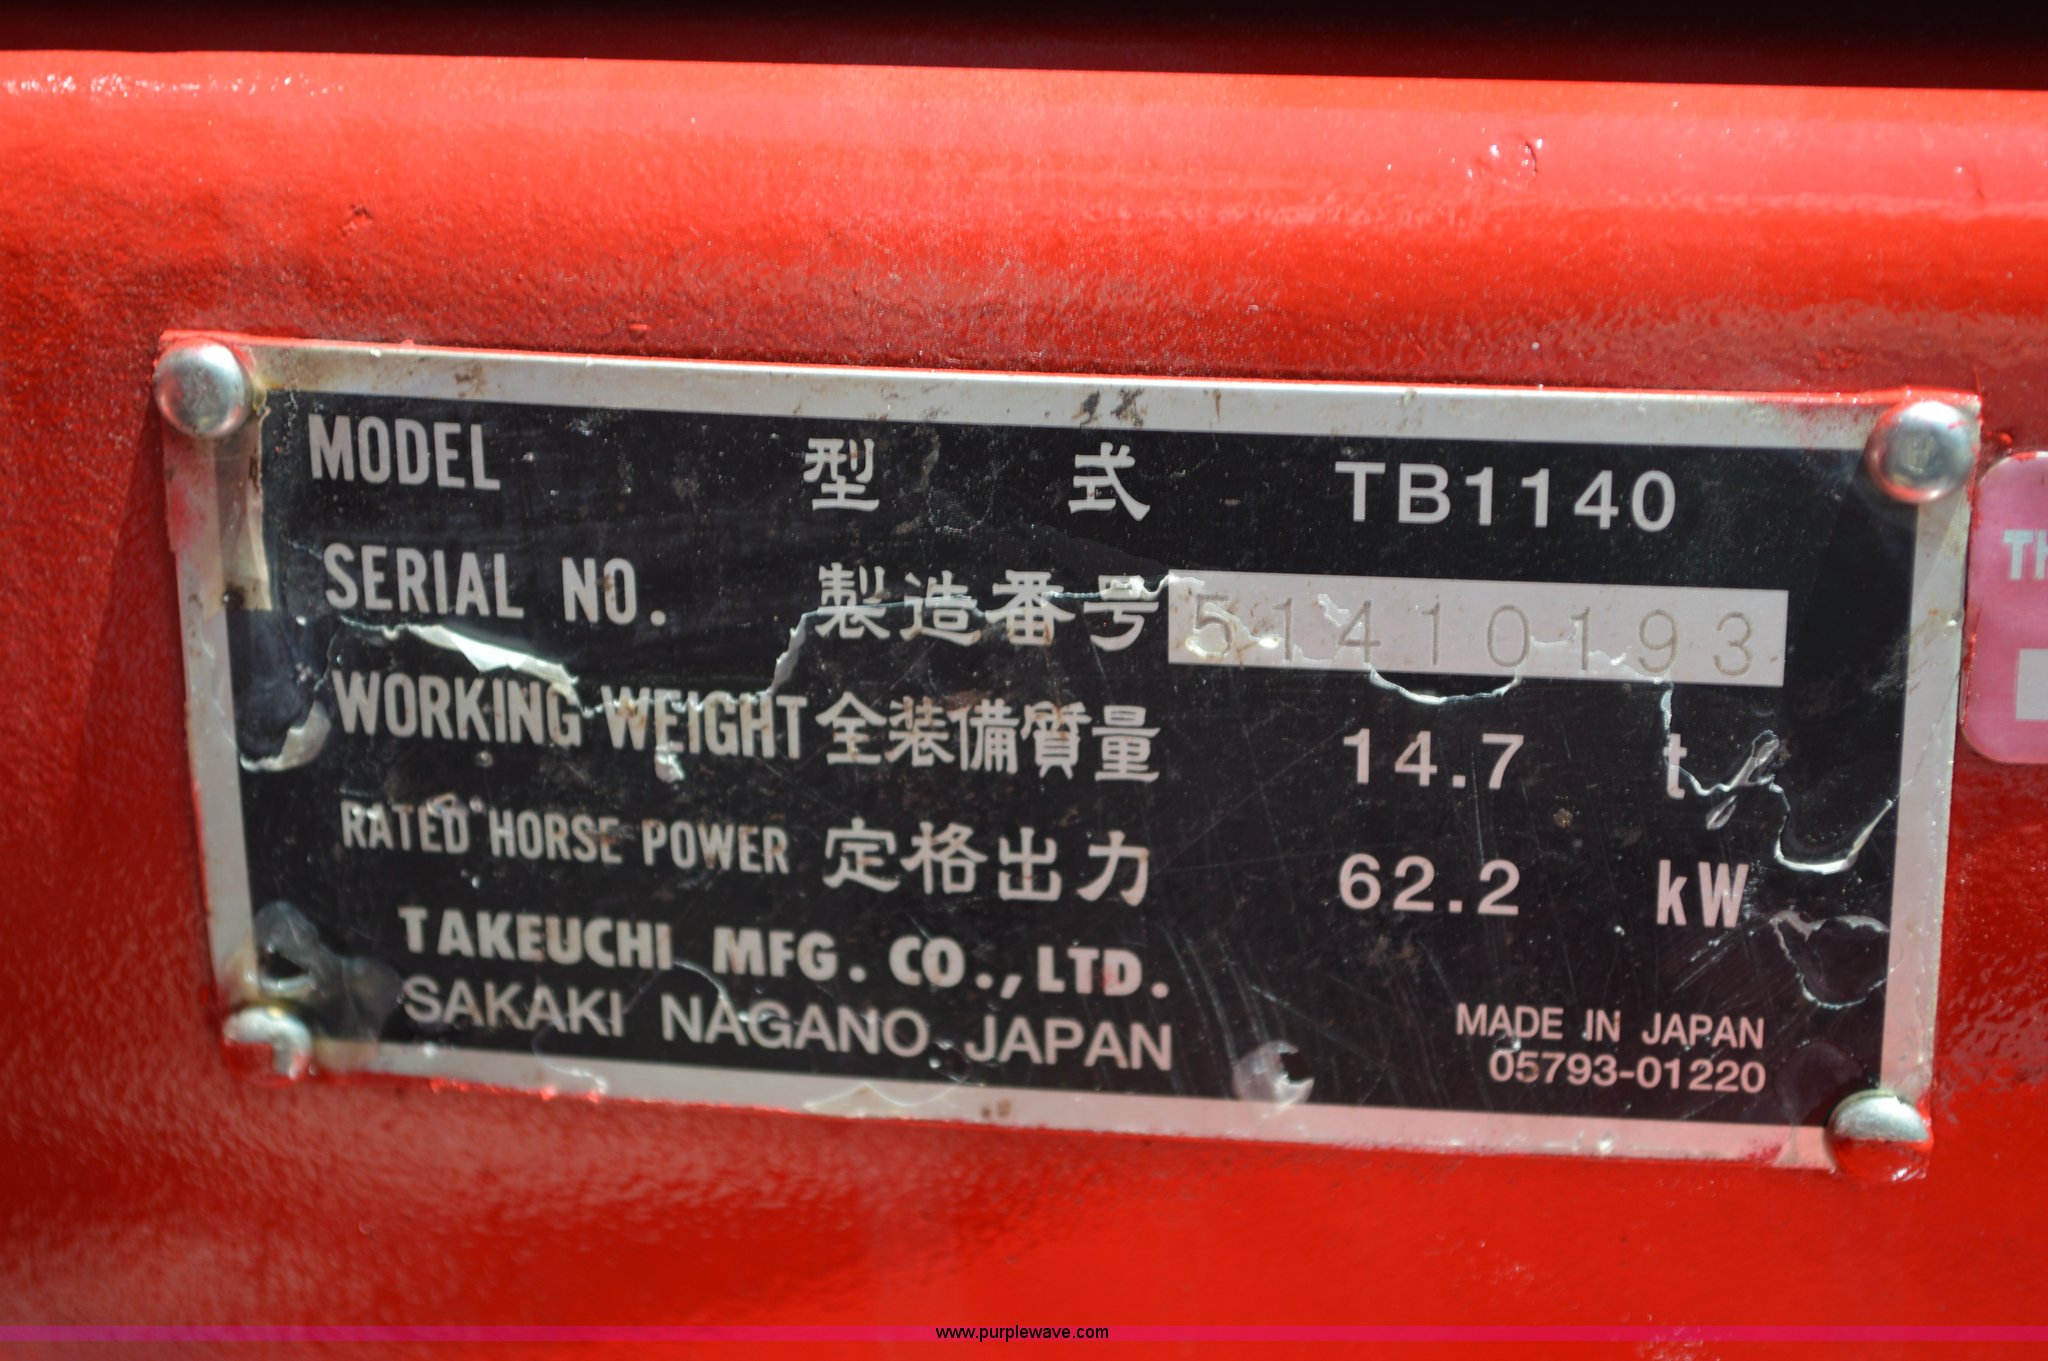 MODEL 型式 TB1140
SERIAL NO. 製造番号 51410193
WORKING WEIGHT 全装備質量 14.7 t
RATED HORSE POWER 定格出力 62.2 kW
TAKEUCHI MFG. CO., LTD.
SAKAKI NAGANO JAPAN
MADE IN JAPAN
05793-01220
TH
www.purplewave.com